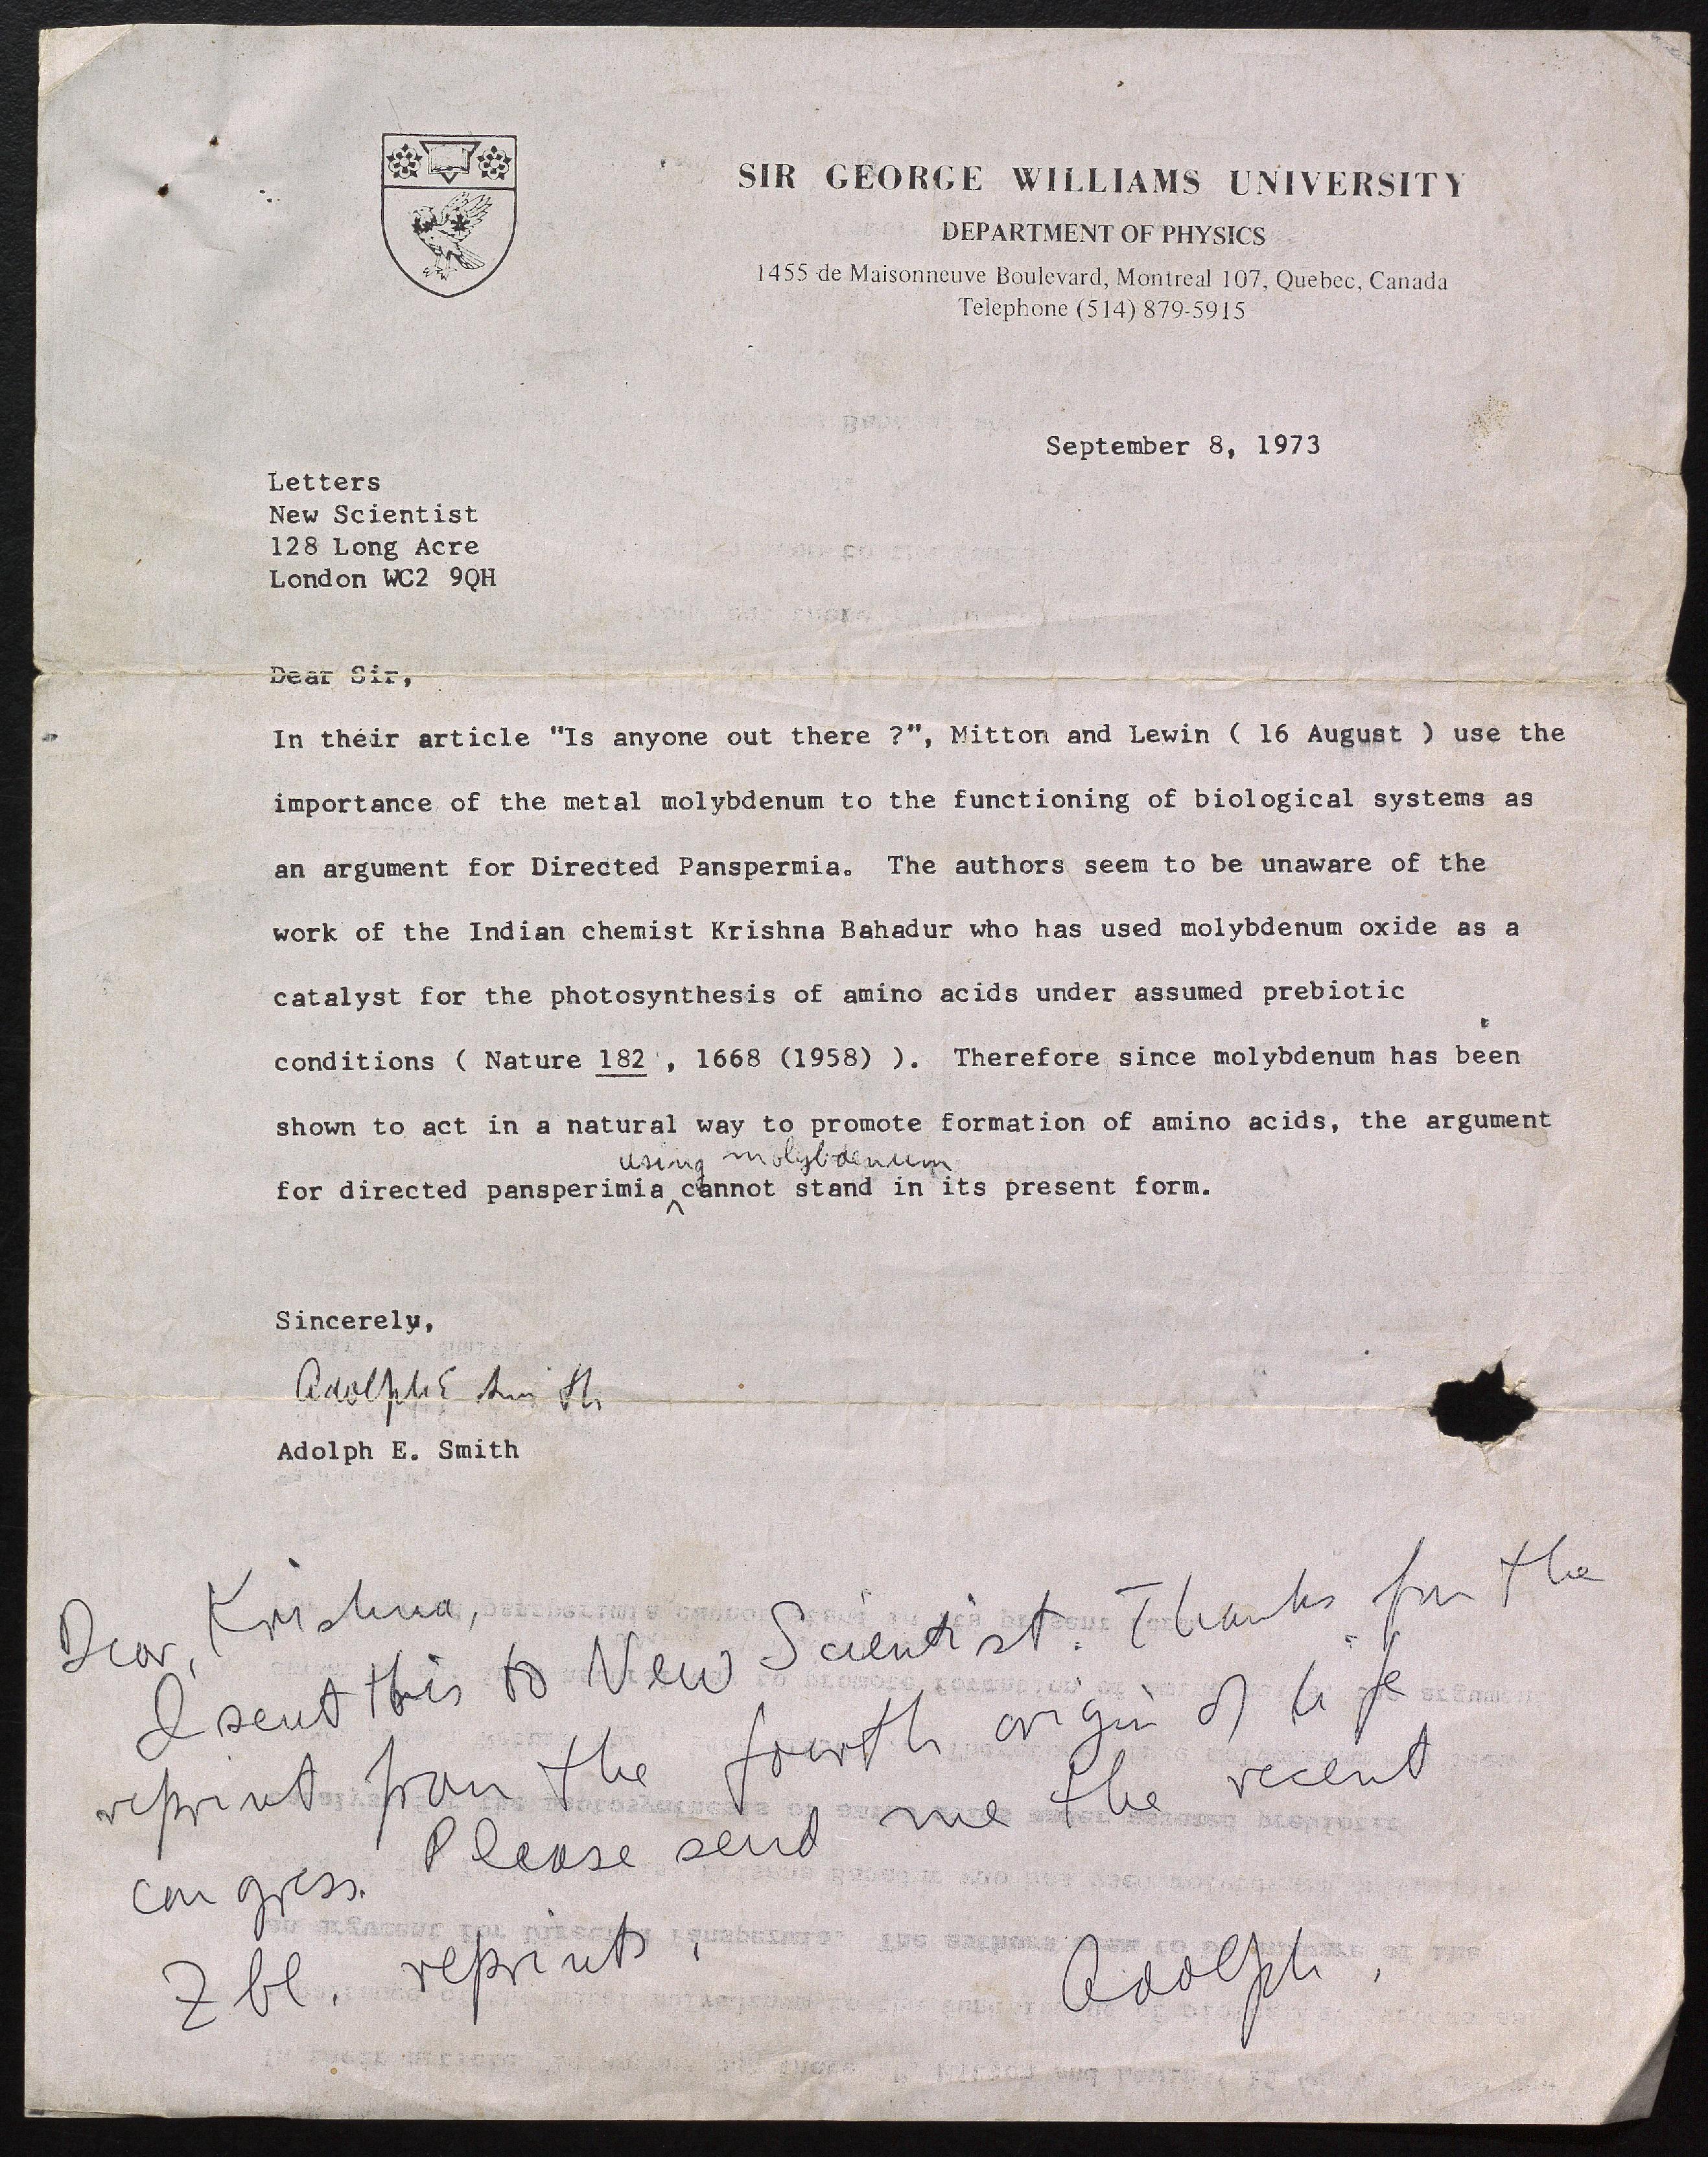 SIR GEORGE WILLIAMS UNIVERSITY
DEPARTMENT OF PHYSICS
1455 de Maisonneuve Boulevard, Montreal 107, Quebec, Canada
Telephone (514) 879-5915
September 8, 1973
Letters
New Scientist
128 Long Acre
London WC2 9QH
Dear Sir,
In their article "Is anyone out there ?", Mitton and Lewin ( 16 August ) use the
importance of the metal molybdenum to the functioning of biological systems as
an argument for Directed Panspermia. The authors seem to be unaware of the
work of the Indian chemist Krishna Bahadur who has used molybdenum oxide as a
catalyst for the photosynthesis of amino acids under assumed prebiotic
conditions ( Nature 182 , 1668 (1958) ). Therefore since molybdenum has been
shown to act in a natural way to promote formation of amino acids, the argument
using molybdenum
for directed pansperimia ^ cannot stand in its present form.
Sincerely,
Adolph E Smith
Adolph E. Smith
Dear, Krishna,
I sent this to New Scientist. Thanks for the
reprint from the fourth origin of life
congress. Please send me the recent
reprints.
Adolph.